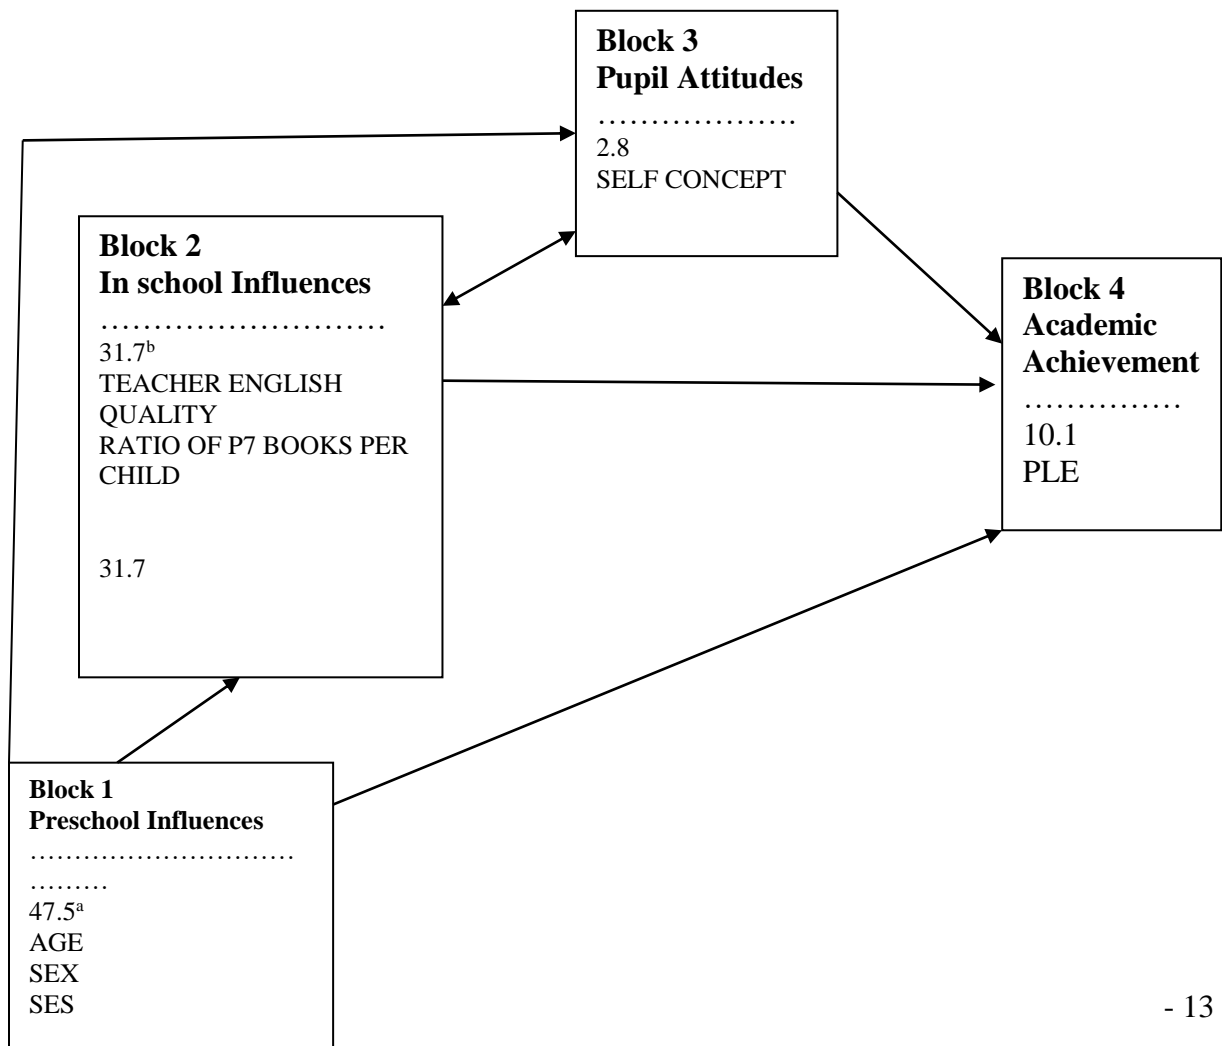 Block 3
Pupil Attitudes
……………….…
2.8
SELF CONCEPT
Block 2
In school Influences
………………………
31.7ᵇ
TEACHER ENGLISH
QUALITY
RATIO OF P7 BOOKS PER
CHILD
31.7
Block 4
Academic
Achievement
……………
10.1
PLE
Block 1
Preschool Influences
…………………………
………
47.5ᵃ
AGE
SEX
SES
- 13